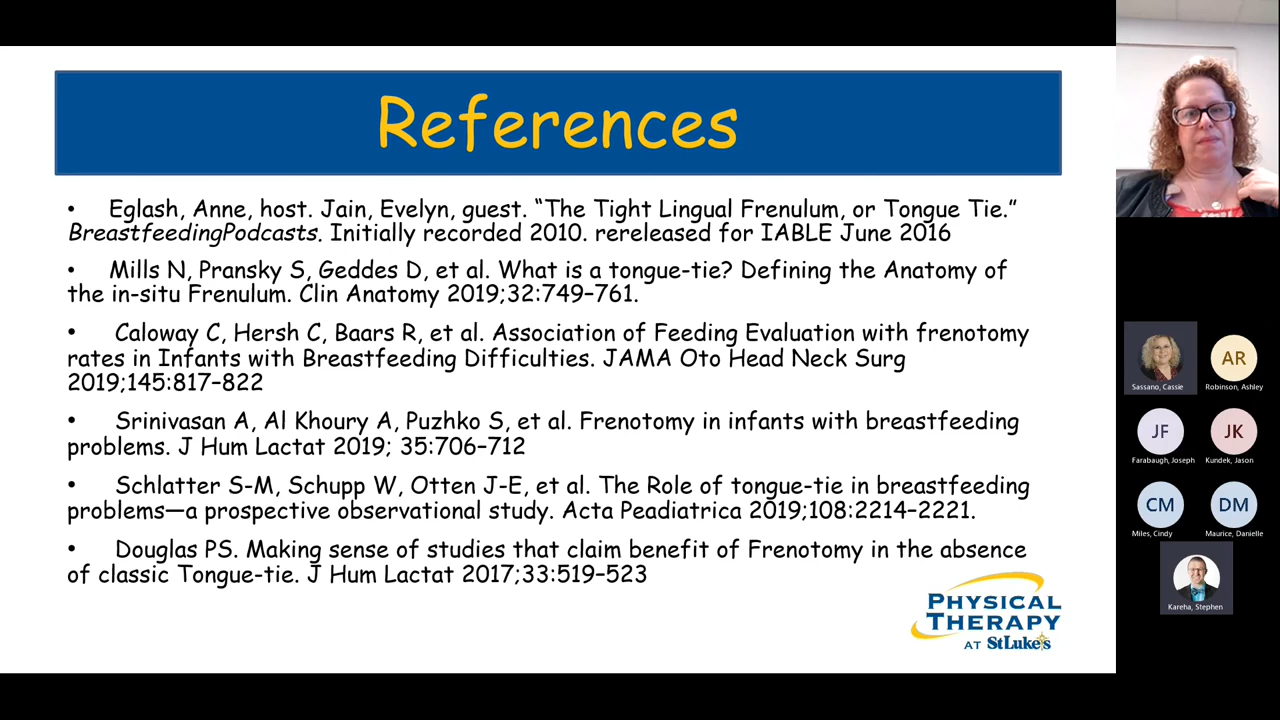 References
• Eglash, Anne, host. Jain, Evelyn, guest. “The Tight Lingual Frenulum, or Tongue Tie.”
BreastfeedingPodcasts. Initially recorded 2010. rereleased for IABLE June 2016
• Mills N, Pransky S, Geddes D, et al. What is a tongue-tie? Defining the Anatomy of
the in-situ Frenulum. Clin Anatomy 2019;32:749–761.
• Caloway C, Hersh C, Baars R, et al. Association of Feeding Evaluation with frenotomy
rates in Infants with Breastfeeding Difficulties. JAMA Oto Head Neck Surg
2019;145:817–822
• Srinivasan A, Al Khoury A, Puzhko S, et al. Frenotomy in infants with breastfeeding
problems. J Hum Lactat 2019; 35:706–712
• Schlatter S-M, Schupp W, Otten J-E, et al. The Role of tongue-tie in breastfeeding
problems—a prospective observational study. Acta Peadiatrica 2019;108:2214–2221.
• Douglas PS. Making sense of studies that claim benefit of Frenotomy in the absence
of classic Tongue-tie. J Hum Lactat 2017;33:519–523
PHYSICAL
THERAPY
AT StLuke's
AR
Sassano, Cassie
Robinson, Ashley
JF
JK
Farabaugh, Joseph
Kundek, Jason
CM
DM
Miles, Cindy
Maurice, Danielle
Kareha, Stephen